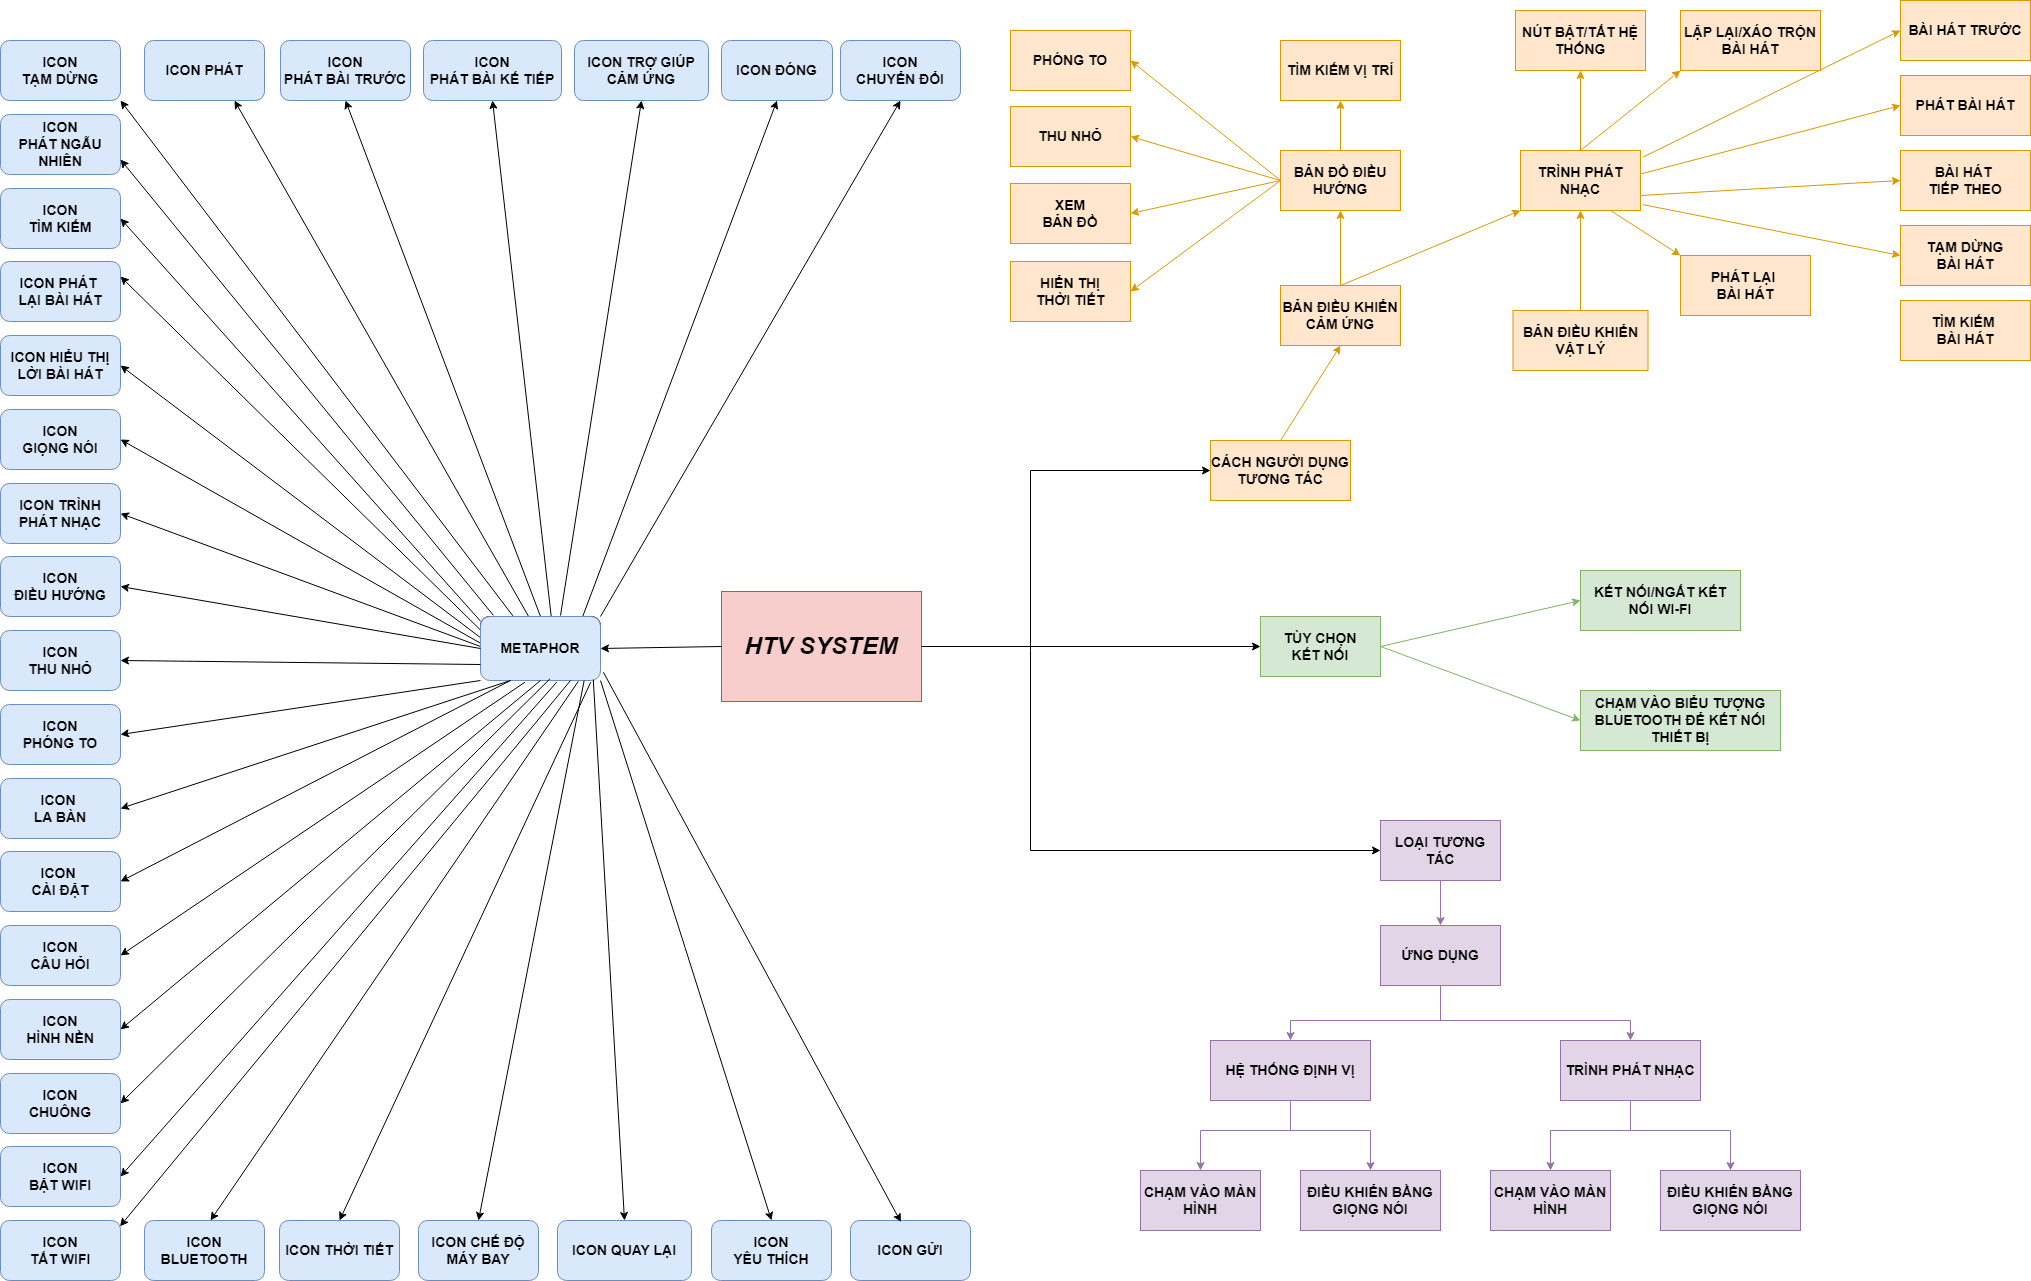 ICON
TẠM DỪNG
ICON PHÁT
ICON
PHÁT BÀI TRƯỚC
ICON
PHÁT BÀI KẾ TIẾP
ICON TRỢ GIÚP
CẢM ỨNG
ICON ĐÓNG
ICON
CHUYỂN ĐỔI
ICON
PHÁT NGẪU
NHIÊN
ICON
TÌM KIẾM
ICON PHÁT
LẠI BÀI HÁT
ICON HIỂU THỊ
LỜI BÀI HÁT
ICON
GIỌNG NÓI
ICON TRÌNH
PHÁT NHẠC
ICON
ĐIỀU HƯỚNG
ICON
THU NHỎ
ICON
PHÓNG TO
ICON
LA BÀN
ICON
CÀI ĐẶT
ICON
CÂU HỎI
ICON
HÌNH NỀN
ICON
CHUÔNG
ICON
BẬT WIFI
ICON
TẮT WIFI
ICON
BLUETOOTH
ICON THỜI TIẾT
ICON CHẾ ĐỘ
MÁY BAY
ICON QUAY LẠI
ICON
YÊU THÍCH
ICON GỬI
METAPHOR
HTV SYSTEM
PHÓNG TO
THU NHỎ
XEM
BẢN ĐỒ
HIỂN THỊ
THỜI TIẾT
TÌM KIẾM VỊ TRÍ
BẢN ĐỒ ĐIỀU
HƯỚNG
BẢN ĐIỀU KHIỂN
CẢM ỨNG
NÚT BẬT/TẮT HỆ
THỐNG
LẶP LẠI/XÁO TRỘN
BÀI HÁT
TRÌNH PHÁT
NHẠC
BẢN ĐIỀU KHIỂN
VẬT LÝ
PHÁT LẠI
BÀI HÁT
BÀI HÁT TRƯỚC
PHÁT BÀI HÁT
BÀI HÁT
TIẾP THEO
TẠM DỪNG
BÀI HÁT
TÌM KIẾM
BÀI HÁT
CÁCH NGƯỜI DỤNG
TƯƠNG TÁC
TÙY CHỌN
KẾT NỐI
KẾT NỐI/NGẮT KẾT
NỐI WI-FI
CHẠM VÀO BIỂU TƯỢNG
BLUETOOTH ĐỂ KẾT NỐI
THIẾT BỊ
LOẠI TƯƠNG
TÁC
ỨNG DỤNG
HỆ THỐNG ĐỊNH VỊ
TRÌNH PHÁT NHẠC
CHẠM VÀO MÀN
HÌNH
ĐIỀU KHIỂN BẰNG
GIỌNG NÓI
CHẠM VÀO MÀN
HÌNH
ĐIỀU KHIỂN BẰNG
GIỌNG NÓI